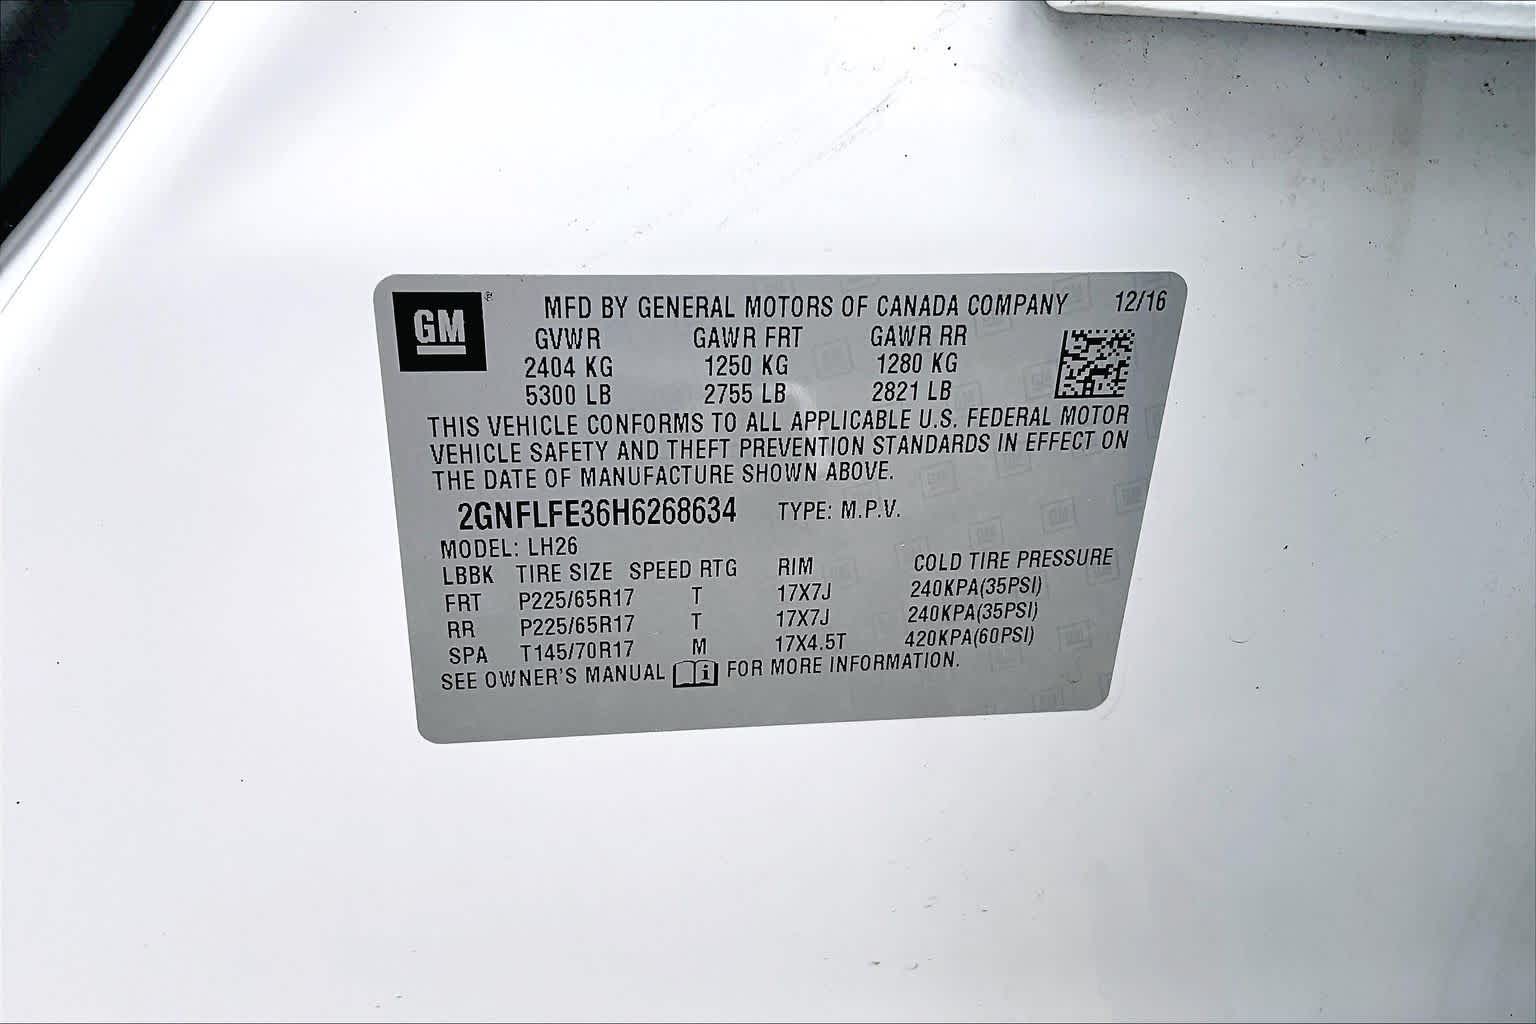 GM ® MFD BY GENERAL MOTORS OF CANADA COMPANY 12/16
GVWR GAWR FRT GAWR RR
2404 KG 1250 KG 1280 KG
5300 LB 2755 LB 2821 LB
THIS VEHICLE CONFORMS TO ALL APPLICABLE U.S. FEDERAL MOTOR
VEHICLE SAFETY AND THEFT PREVENTION STANDARDS IN EFFECT ON
THE DATE OF MANUFACTURE SHOWN ABOVE.
2GNFLFE36H6268634 TYPE: M.P.V.
MODEL: LH26
LBBK TIRE SIZE SPEED RTG RIM COLD TIRE PRESSURE
FRT P225/65R17 T 17X7J 240KPA(35PSI)
RR P225/65R17 T 17X7J 240KPA(35PSI)
SPA T145/70R17 M 17X4.5T 420KPA(60PSI)
SEE OWNER'S MANUAL i FOR MORE INFORMATION.